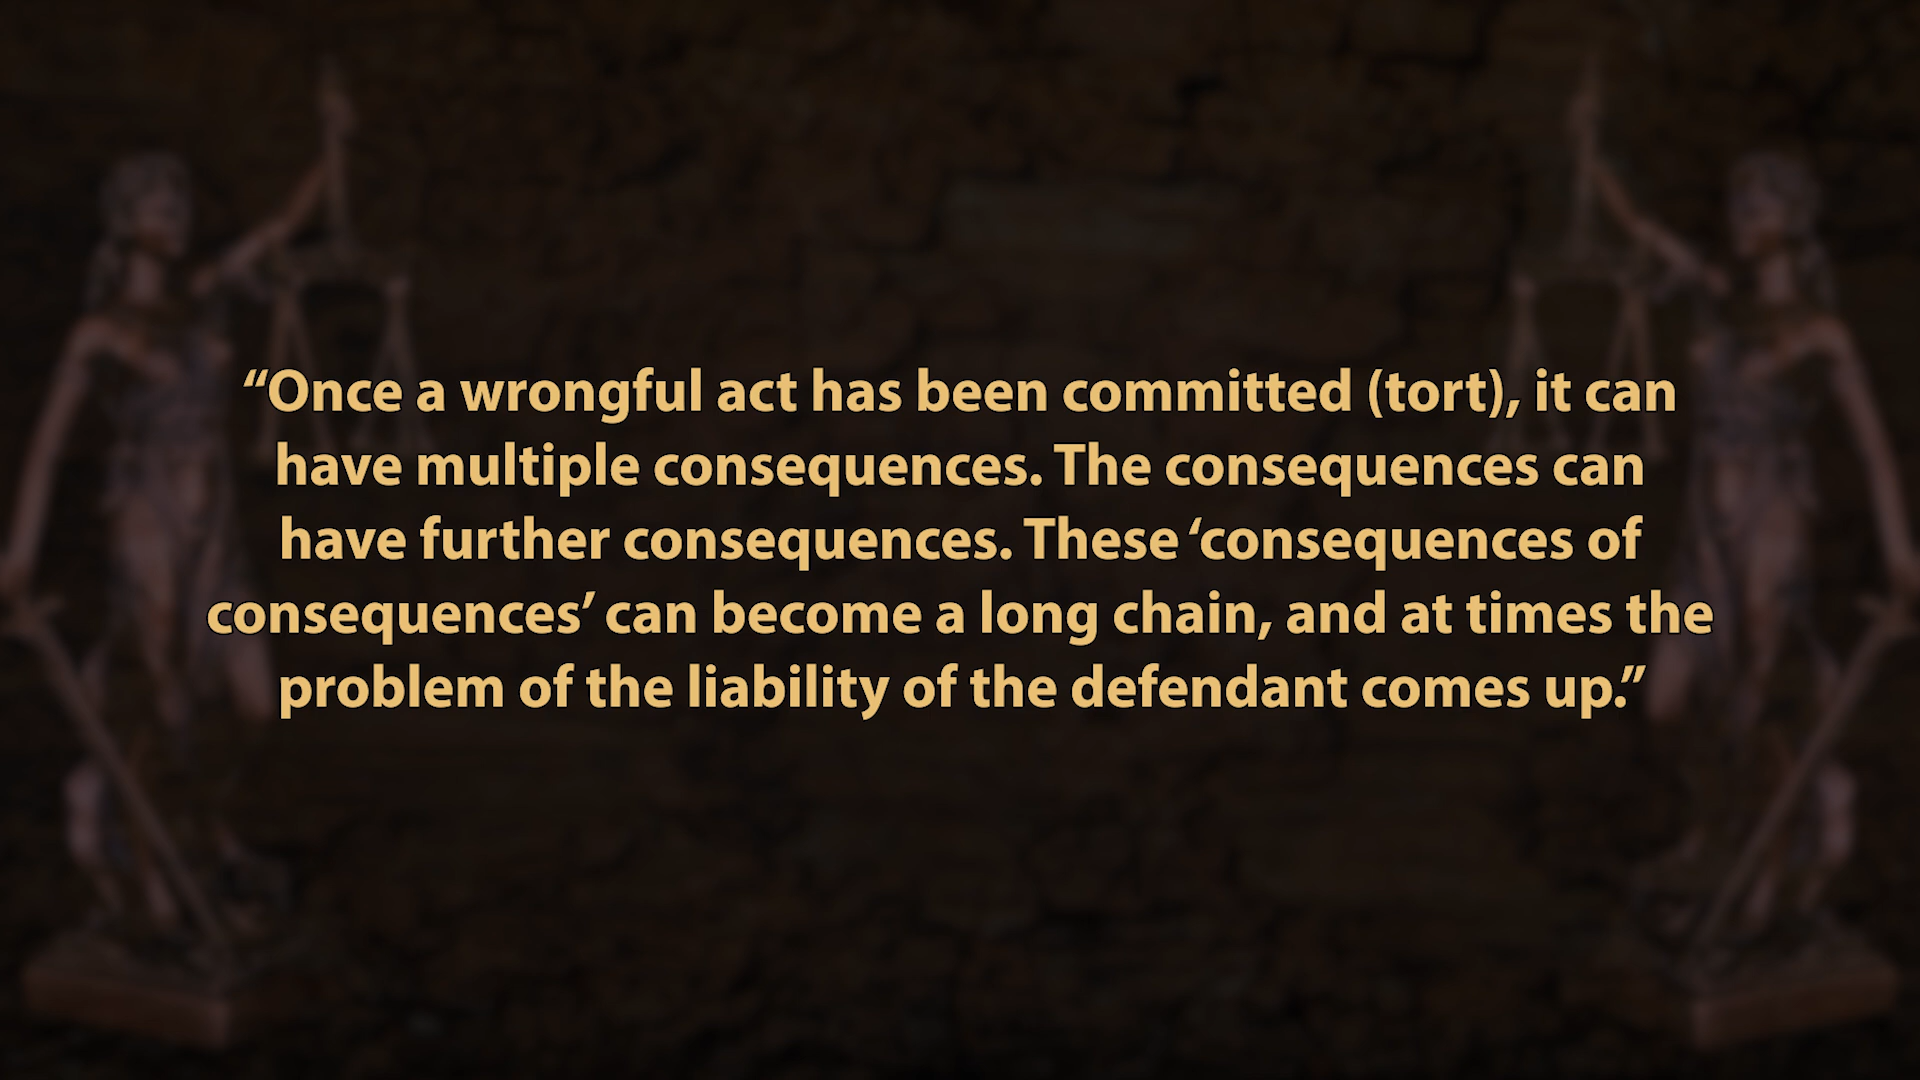 “Once a wrongful act has been committed (tort), it can
have multiple consequences. The consequences can
have further consequences. These ‘consequences of
consequences’ can become a long chain, and at times the
problem of the liability of the defendant comes up.”